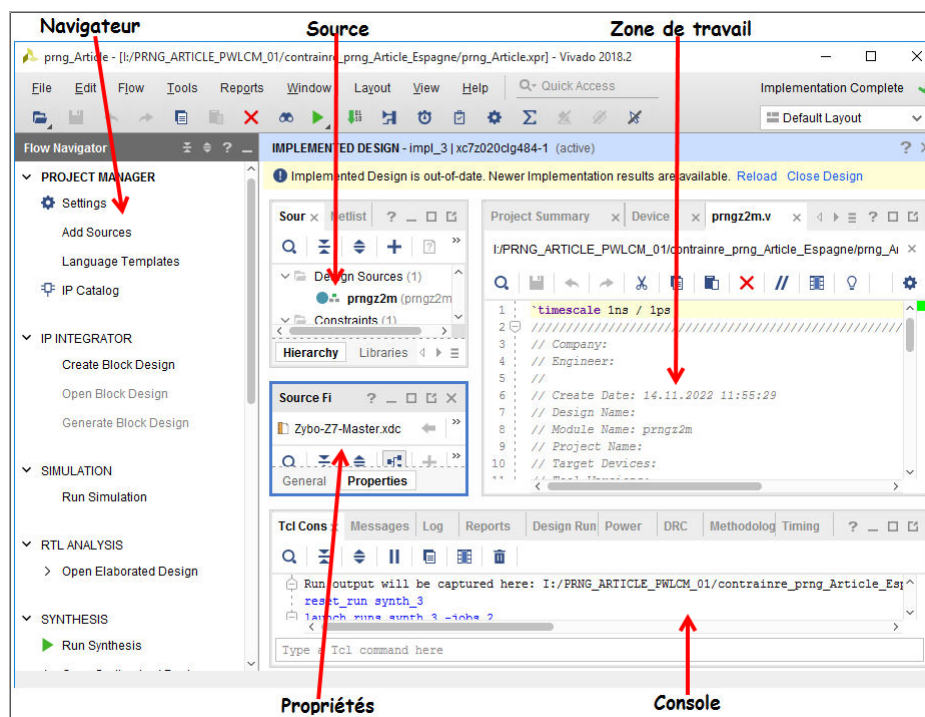 Navigateur Source Zone de travail
prng_Article - [I:/PRNG_ARTICLE_PWLCM_01/contrainre_prng_Article_Espagne/prng_Article.xpr] - Vivado 2018.2
File Edit Flow Tools Reports Window Layout View Help Quick Access Implementation Complete
Default Layout
Flow Navigator
IMPLEMENTED DESIGN - impl_3 | xc7z020clg484-1 (active)
Implemented Design is out-of-date. Newer Implementation results are available. Reload Close Design
PROJECT MANAGER
Settings
Add Sources
Language Templates
IP Catalog
IP INTEGRATOR
Create Block Design
Open Block Design
Generate Block Design
SIMULATION
Run Simulation
RTL ANALYSIS
Open Elaborated Design
SYNTHESIS
Run Synthesis
Sour Netlist
Design Sources (1)
prngz2m (prngz2m
Constraints (1)
Hierarchy Libraries
Source Fi
Zybo-Z7-Master.xdc
General Properties
Project Summary Device prngz2m.v
I:/PRNG_ARTICLE_PWLCM_01/contrainre_prng_Article_Espagne/prng_Ar
1 `timescale 1ns / 1ps
2 //////////////////////////////////////////////////////
3 // Company:
4 // Engineer:
5 //
6 // Create Date: 14.11.2022 11:55:29
7 // Design Name:
8 // Module Name: prngz2m
9 // Project Name:
10 // Target Devices:
11 // Tool Versions:
Tcl Cons Messages Log Reports Design Run Power DRC Methodolog Timing
Run output will be captured here: I:/PRNG_ARTICLE_PWLCM_01/contrainre_prng_Article_Esp
reset_run synth_3
launch_runs synth_3 -jobs 2
Type a Tcl command here
Propriétés Console